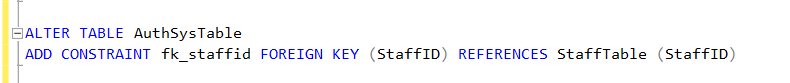 ALTER TABLE AuthSysTable
ADD CONSTRAINT fk_staffid FOREIGN KEY (StaffID) REFERENCES StaffTable (StaffID)